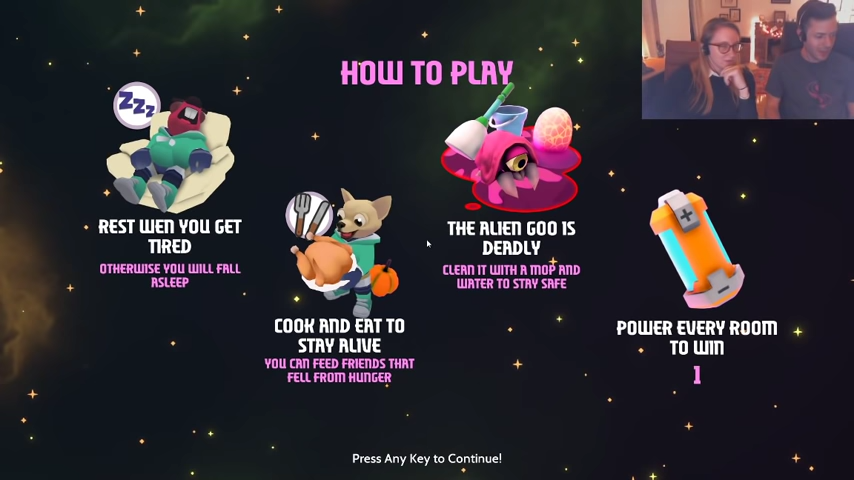 HOW TO PLAY
ZZZ
REST WEN YOU GET
TIRED
OTHERWISE YOU WILL FALL
ASLEEP
COOK AND EAT TO
STAY ALIVE
YOU CAN FEED FRIENDS THAT
FELL FROM HUNGER
THE ALIEN GOO IS
DEADLY
CLEAN IT WITH A MOP AND
WATER TO STAY SAFE
POWER EVERY ROOM
TO WIN
1
Press Any Key to Continue!